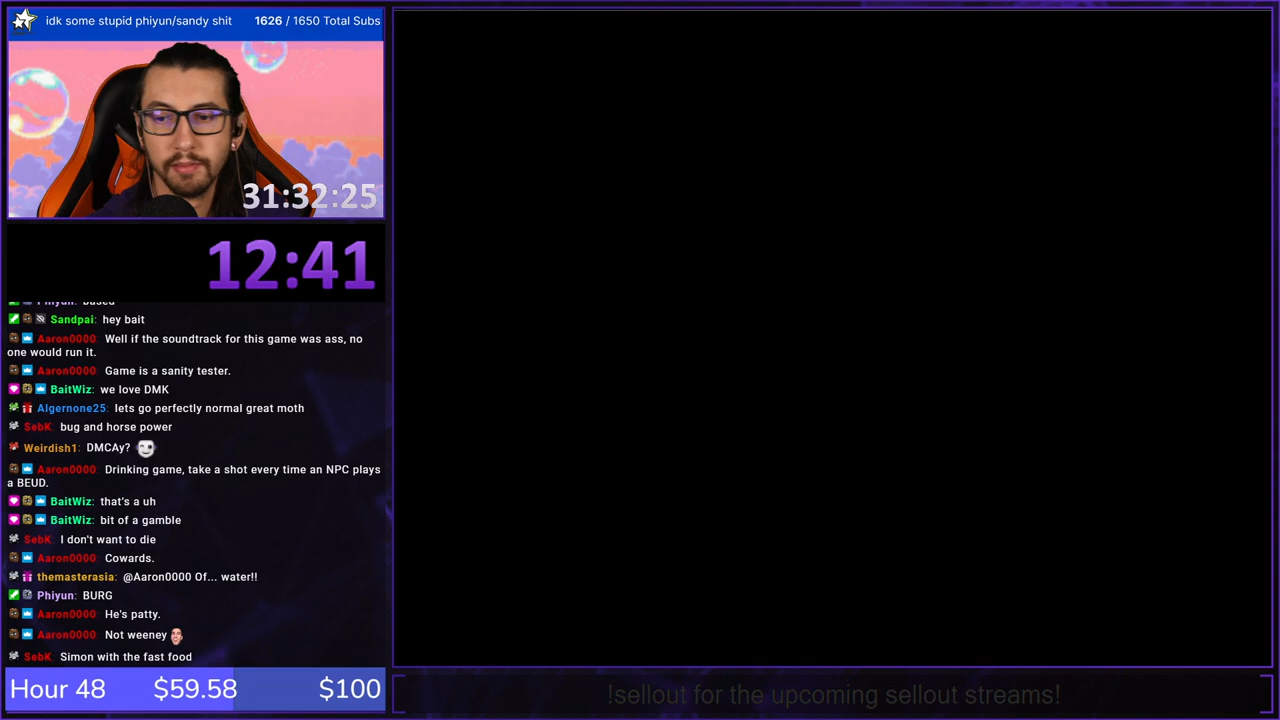 idk some stupid phiyun/sandy shit 1626 / 1650 Total Subs
31:32:25
12:41
Phiyun: based
Sandpai: hey bait
Aaron0000: Well if the soundtrack for this game was ass, no
one would run it.
Aaron0000: Game is a sanity tester.
BaitWiz: we love DMK
Algernone25: lets go perfectly normal great moth
SebK: bug and horse power
Weirdish1: DMCAy?
Aaron0000: Drinking game, take a shot every time an NPC plays
a BEUD.
BaitWiz: that's a uh
BaitWiz: bit of a gamble
SebK: I don't want to die
Aaron0000: Cowards.
themasterasia: @Aaron0000 Of... water!!
Phiyun: BURG
Aaron0000: He's patty.
Aaron0000: Not weeney
SebK: Simon with the fast food
Hour 48 $59.58 $100
!sellout for the upcoming sellout streams!